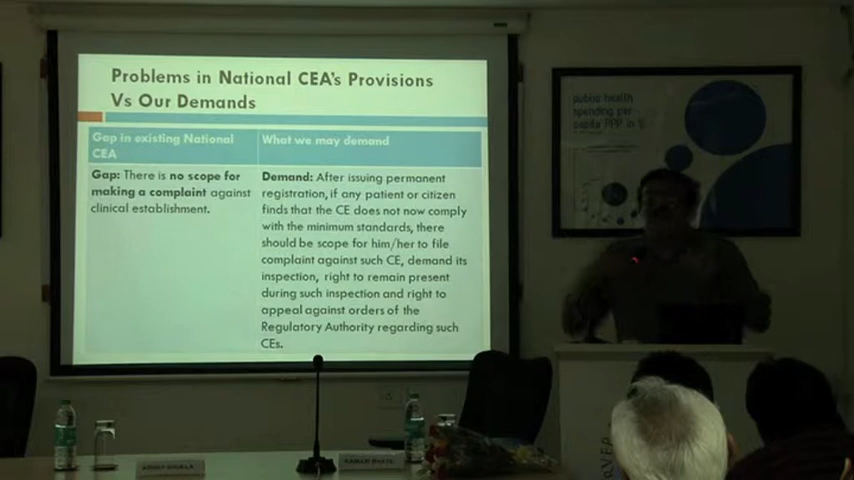 Problems in National CEA's Provisions
Vs Our Demands
Gap in existing National
CEA
What we may demand
Gap: There is no scope for
making a complaint against
clinical establishment.
Demand: After issuing permanent
registration, if any patient or citizen
finds that the CE does not now comply
with the minimum standards, there
should be scope for him/her to file
complaint against such CE, demand its
inspection, right to remain present
during such inspection and right to
appeal against orders of the
Regulatory Authority regarding such
CEs.
public health
spending per
capita PPP in